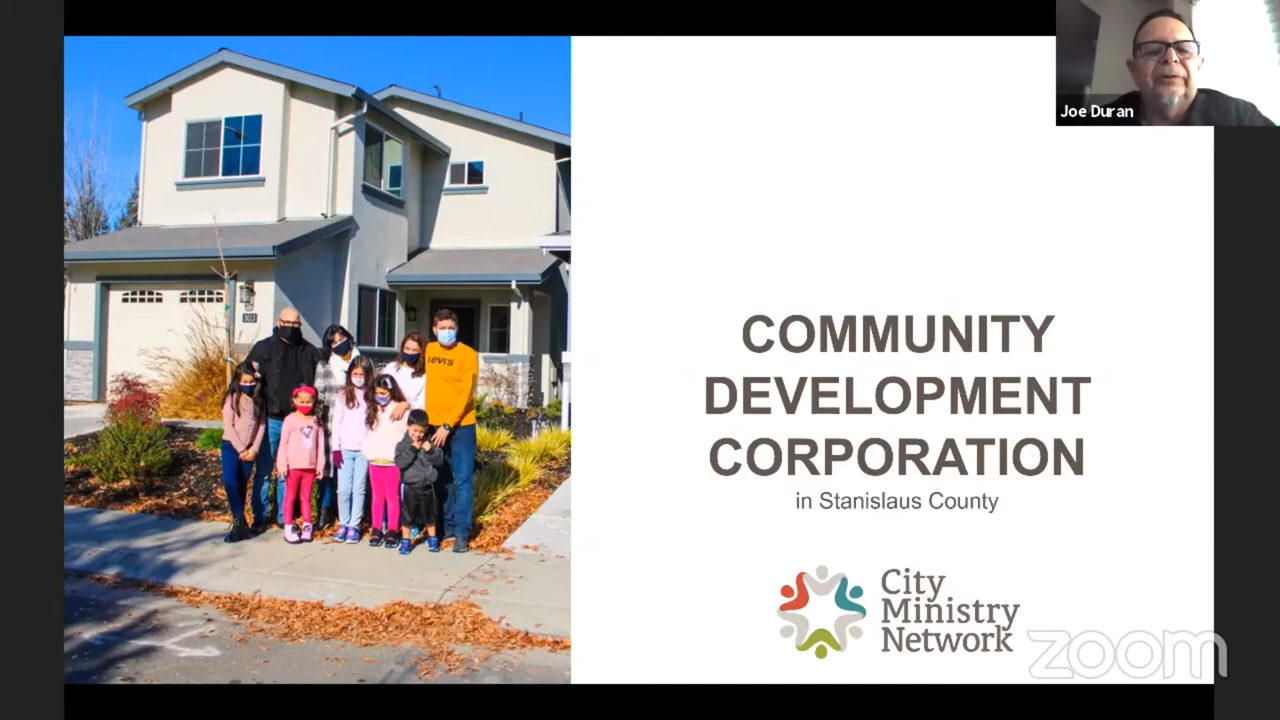 Joe Duran
COMMUNITY
DEVELOPMENT
CORPORATION
in Stanislaus County
City
Ministry
Network
zoom
LEVI'S